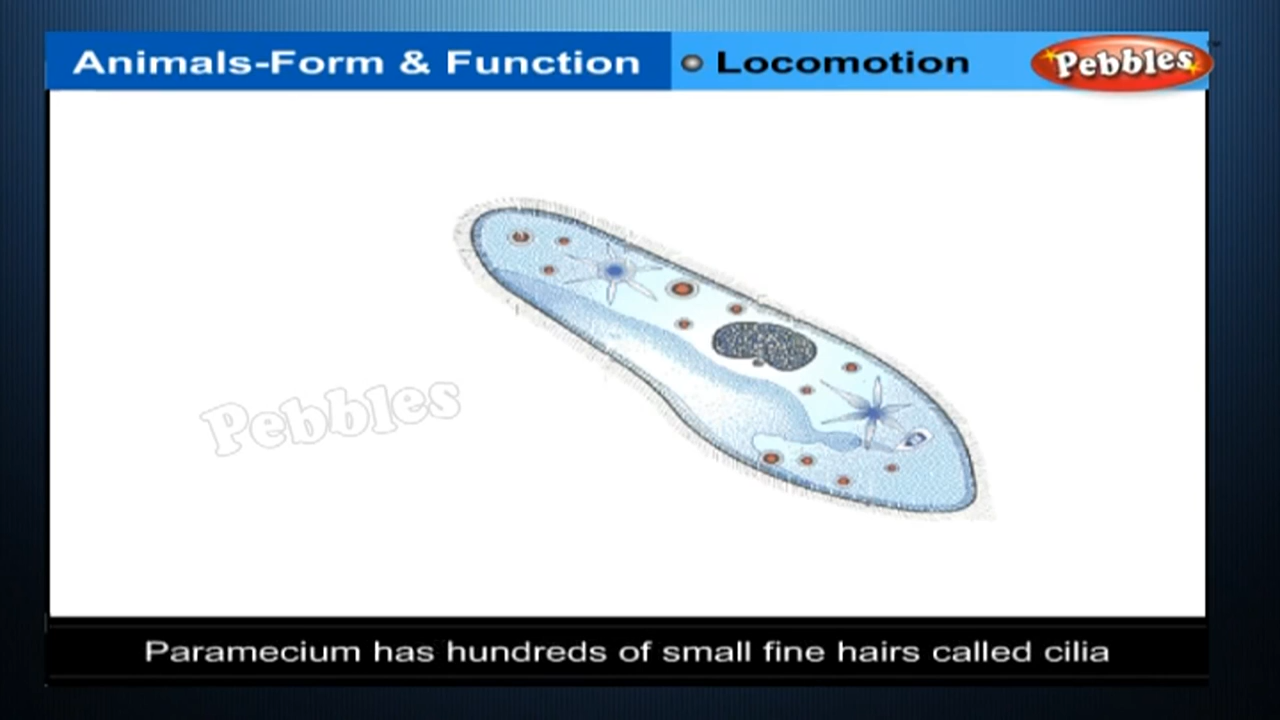 Animals-Form & Function
Locomotion
Pebbles
Pebbles
Paramecium has hundreds of small fine hairs called cilia